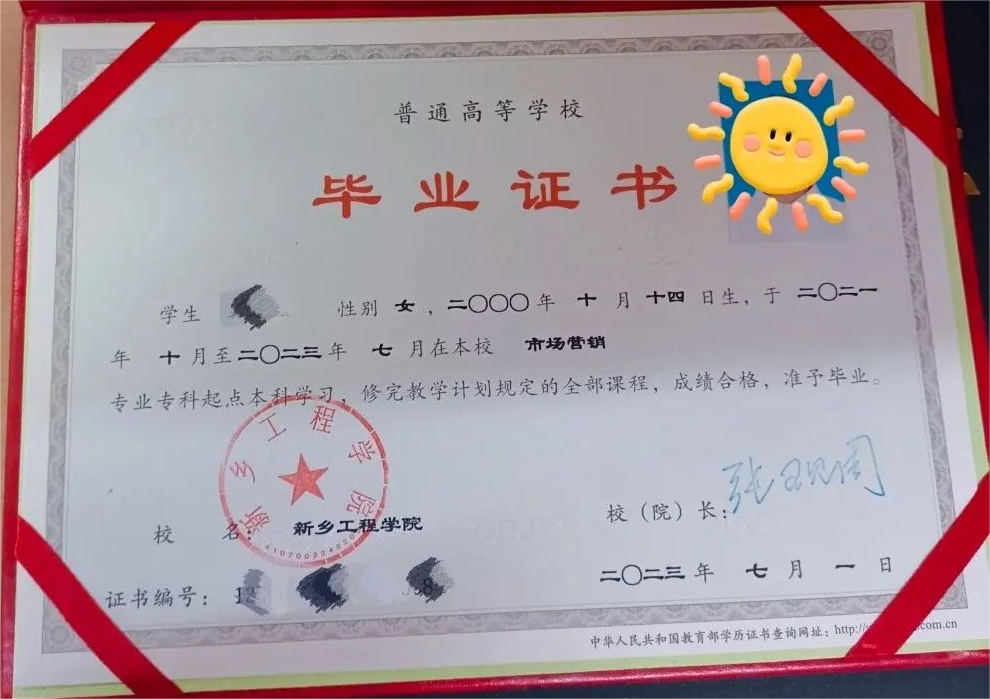 普通高等学校
毕业证书
学生 性别 女，二〇〇〇年 十 月 十四 日生，于 二〇二一
年 十 月至二〇二三年 七 月在本校 市场营销
专业专科起点本科学习，修完教学计划规定的全部课程，成绩合格，准予毕业。
新乡工程学院
校 名： 新乡工程学院
校（院）长：
二〇二三年 七 月 一 日
证书编号：
中华人民共和国教育部学历证书查询网址：http://
.com.cn